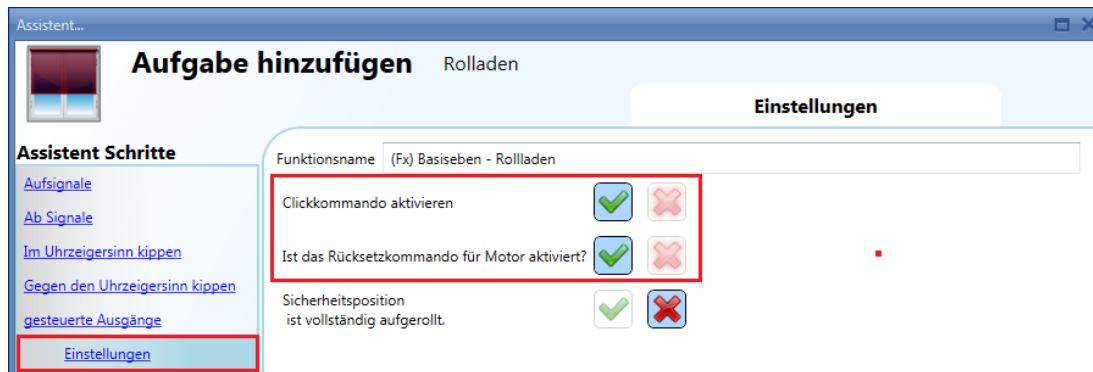 Assistent...
Aufgabe hinzufügen Rolladen
Einstellungen
Assistent Schritte
Aufsignale
Ab Signale
Im Uhrzeigersinn kippen
Gegen den Uhrzeigersinn kippen
gesteuerte Ausgänge
Einstellungen
Funktionsname (Fx) Basiseben - Rollladen
Clickkommando aktivieren
Ist das Rücksetzkommando für Motor aktiviert?
Sicherheitsposition
ist vollständig aufgerollt.